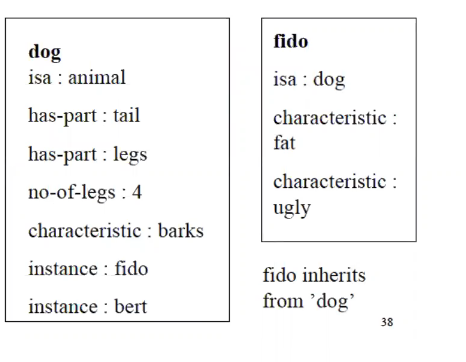 dog
isa : animal
has-part : tail
has-part : legs
no-of-legs : 4
characteristic : barks
instance : fido
instance : bert
fido
isa : dog
characteristic :
fat
characteristic :
ugly
fido inherits
from ’dog’
38